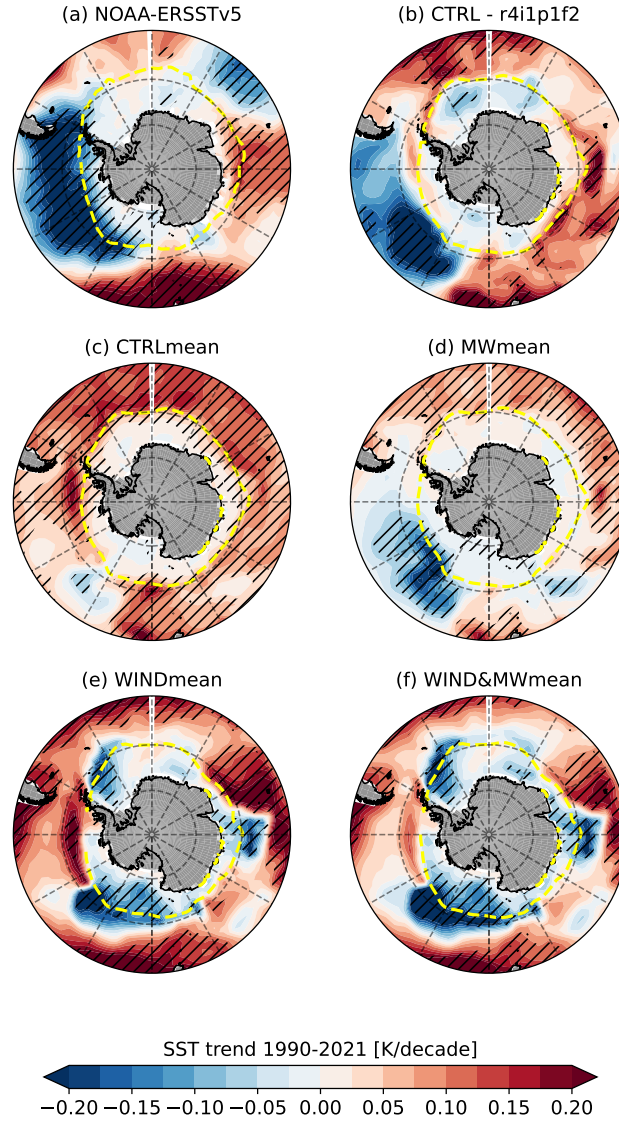 (a) NOAA-ERSSTv5
(b) CTRL - r4i1p1f2
(c) CTRLmean
(d) MWmean
(e) WINDmean
(f) WIND&MWmean
SST trend 1990-2021 [K/decade]
−0.20 −0.15 −0.10 −0.05 0.00 0.05 0.10 0.15 0.20